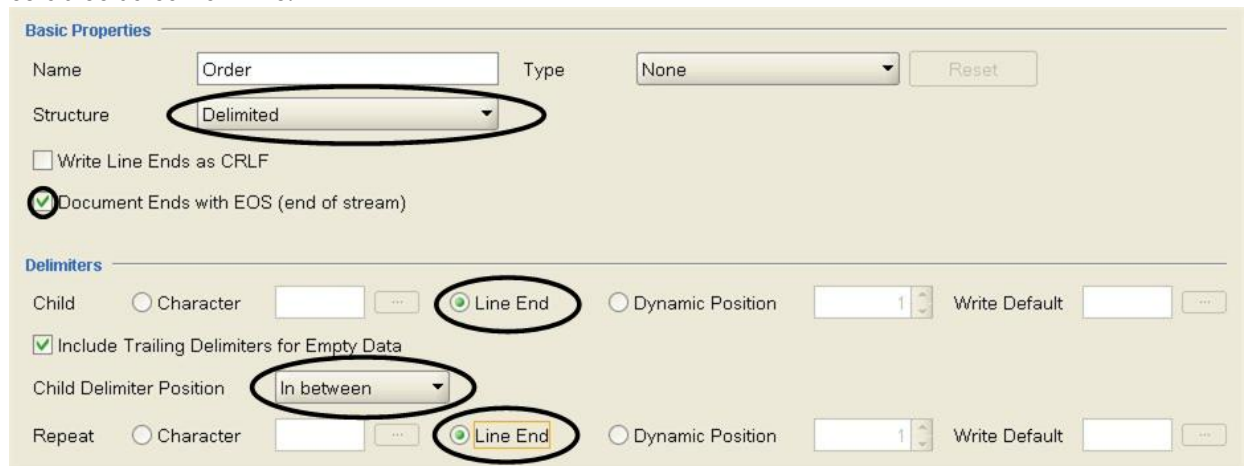 Basic Properties
Name Order Type None Reset
Structure Delimited
Write Line Ends as CRLF
Document Ends with EOS (end of stream)
Delimiters
Child Character ... Line End Dynamic Position 1 Write Default ...
Include Trailing Delimiters for Empty Data
Child Delimiter Position In between
Repeat Character ... Line End Dynamic Position 1 Write Default ...